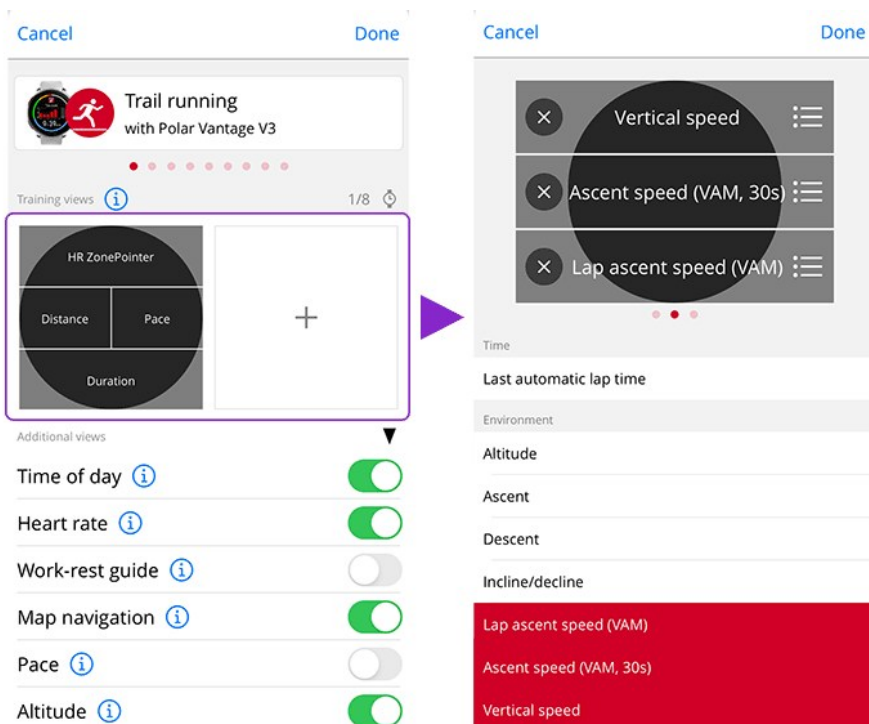 Cancel
Done
Trail running
with Polar Vantage V3
Training views
1/8
HR ZonePointer
Distance
Pace
Duration
+
Additional views
Time of day
Heart rate
Work-rest guide
Map navigation
Pace
Altitude
Cancel
Done
Vertical speed
Ascent speed (VAM, 30s)
Lap ascent speed (VAM)
Time
Last automatic lap time
Environment
Altitude
Ascent
Descent
Incline/decline
Lap ascent speed (VAM)
Ascent speed (VAM, 30s)
Vertical speed